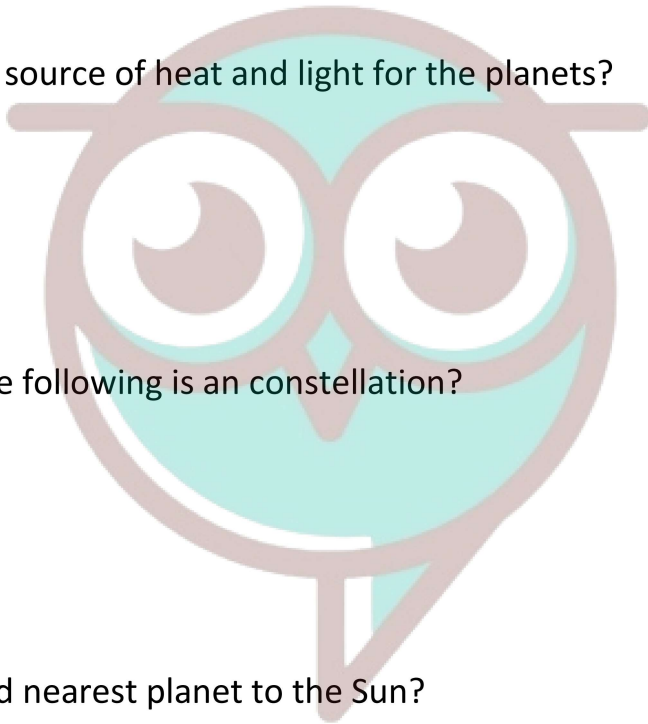 source of heat and light for the planets?
e following is an constellation?
d nearest planet to the Sun?